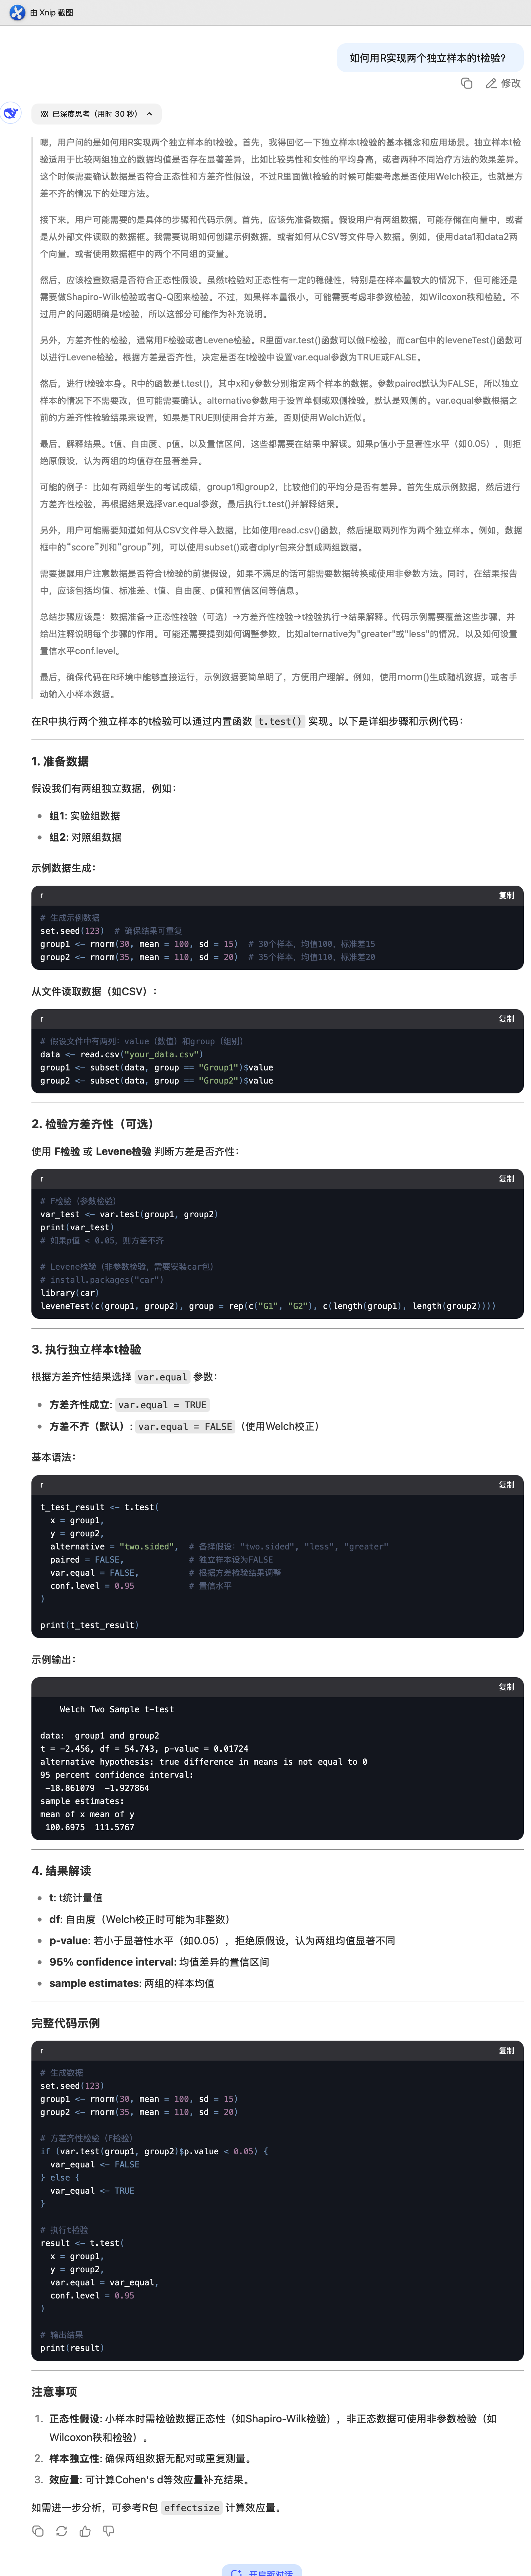 由 Xnip 截图
如何用R实现两个独立样本的t检验？
修改
已深度思考（用时 30 秒）
嗯，用户问的是如何用R实现两个独立样本的t检验。首先，我得回忆一下独立样本t检验的基本概念和应用场景。独立样本t检
验适用于比较两组独立的数据均值是否存在显著差异，比如比较男性和女性的平均身高，或者两种不同治疗方法的效果差异。
这个时候需要确认数据是否符合正态性和方差齐性假设，不过R里面做t检验的时候可能要考虑是否使用Welch校正，也就是方
差不齐的情况下的处理方法。
接下来，用户可能需要的是具体的步骤和代码示例。首先，应该先准备数据。假设用户有两组数据，可能存储在向量中，或者
是从外部文件读取的数据框。我需要说明如何创建示例数据，或者如何从CSV等文件导入数据。例如，使用data1和data2两
个向量，或者使用数据框中的两个不同组的变量。
然后，应该检查数据是否符合正态性假设。虽然t检验对正态性有一定的稳健性，特别是在样本量较大的情况下，但可能还是
需要做Shapiro-Wilk检验或者Q-Q图来检验。不过，如果样本量很小，可能需要考虑非参数检验，如Wilcoxon秩和检验。不
过用户的问题明确是t检验，所以这部分可能作为补充说明。
另外，方差齐性的检验，通常用F检验或者Levene检验。R里面var.test()函数可以做F检验，而car包中的leveneTest()函数可
以进行Levene检验。根据方差是否齐性，决定是否在t检验中设置var.equal参数为TRUE或FALSE。
然后，进行t检验本身。R中的函数是t.test()，其中x和y参数分别指定两个样本的数据。参数paired默认为FALSE，所以独立
样本的情况下不需要改，但可能需要确认。alternative参数用于设置单侧或双侧检验，默认是双侧的。var.equal参数根据之
前的方差齐性检验结果来设置，如果是TRUE则使用合并方差，否则使用Welch近似。
最后，解释结果。t值、自由度、p值，以及置信区间，这些都需要在结果中解读。如果p值小于显著性水平（如0.05），则拒
绝原假设，认为两组的均值存在显著差异。
可能的例子：比如有两组学生的考试成绩，group1和group2，比较他们的平均分是否有差异。首先生成示例数据，然后进行
方差齐性检验，再根据结果选择var.equal参数，最后执行t.test()并解释结果。
另外，用户可能需要知道如何从CSV文件导入数据，比如使用read.csv()函数，然后提取两列作为两个独立样本。例如，数据
框中的“score”列和“group”列，可以使用subset()或者dplyr包来分割成两组数据。
需要提醒用户注意数据是否符合t检验的前提假设，如果不满足的话可能需要数据转换或使用非参数方法。同时，在结果报告
中，应该包括均值、标准差、t值、自由度、p值和置信区间等信息。
总结步骤应该是：数据准备→正态性检验（可选）→方差齐性检验→t检验执行→结果解释。代码示例需要覆盖这些步骤，并
给出注释说明每个步骤的作用。可能还需要提到如何调整参数，比如alternative为"greater"或"less"的情况，以及如何设置
置信水平conf.level。
最后，确保代码在R环境中能够直接运行，示例数据要简单明了，方便用户理解。例如，使用rnorm()生成随机数据，或者手
动输入小样本数据。
在R中执行两个独立样本的t检验可以通过内置函数 t.test() 实现。以下是详细步骤和示例代码：
1. 准备数据
假设我们有两组独立数据，例如：
• 组1: 实验组数据
• 组2: 对照组数据
示例数据生成：
r 复制
# 生成示例数据
set.seed(123)  # 确保结果可重复
group1 <- rnorm(30, mean = 100, sd = 15)  # 30个样本，均值100，标准差15
group2 <- rnorm(35, mean = 110, sd = 20)  # 35个样本，均值110，标准差20
从文件读取数据（如CSV）：
r 复制
# 假设文件中有两列：value（数值）和group（组别）
data <- read.csv("your_data.csv")
group1 <- subset(data, group == "Group1")$value
group2 <- subset(data, group == "Group2")$value
2. 检验方差齐性（可选）
使用 F检验 或 Levene检验 判断方差是否齐性：
r 复制
# F检验（参数检验）
var_test <- var.test(group1, group2)
print(var_test)
# 如果p值 < 0.05，则方差不齐
# Levene检验（非参数检验，需要安装car包）
# install.packages("car")
library(car)
leveneTest(c(group1, group2), group = rep(c("G1", "G2"), c(length(group1), length(group2))))
3. 执行独立样本t检验
根据方差齐性结果选择 var.equal 参数：
• 方差齐性成立: var.equal = TRUE
• 方差不齐（默认）: var.equal = FALSE（使用Welch校正）
基本语法：
r 复制
t_test_result <- t.test(
x = group1,
y = group2,
alternative = "two.sided",  # 备择假设："two.sided", "less", "greater"
paired = FALSE,             # 独立样本设为FALSE
var.equal = FALSE,          # 根据方差检验结果调整
conf.level = 0.95           # 置信水平
)
print(t_test_result)
示例输出：
复制
Welch Two Sample t-test
data:  group1 and group2
t = -2.456, df = 54.743, p-value = 0.01724
alternative hypothesis: true difference in means is not equal to 0
95 percent confidence interval:
-18.861079  -1.927864
sample estimates:
mean of x mean of y
100.6975  111.5767
4. 结果解读
• t: t统计量值
• df: 自由度（Welch校正时可能为非整数）
• p-value: 若小于显著性水平（如0.05），拒绝原假设，认为两组均值显著不同
• 95% confidence interval: 均值差异的置信区间
• sample estimates: 两组的样本均值
完整代码示例
r 复制
# 生成数据
set.seed(123)
group1 <- rnorm(30, mean = 100, sd = 15)
group2 <- rnorm(35, mean = 110, sd = 20)
# 方差齐性检验（F检验）
if (var.test(group1, group2)$p.value < 0.05) {
var_equal <- FALSE
} else {
var_equal <- TRUE
}
# 执行t检验
result <- t.test(
x = group1,
y = group2,
var.equal = var_equal,
conf.level = 0.95
)
# 输出结果
print(result)
注意事项
1. 正态性假设: 小样本时需检验数据正态性（如Shapiro-Wilk检验），非正态数据可使用非参数检验（如
Wilcoxon秩和检验）。
2. 样本独立性: 确保两组数据无配对或重复测量。
3. 效应量: 可计算Cohen's d等效应量补充结果。
如需进一步分析，可参考R包 effectsize 计算效应量。
开启新对话